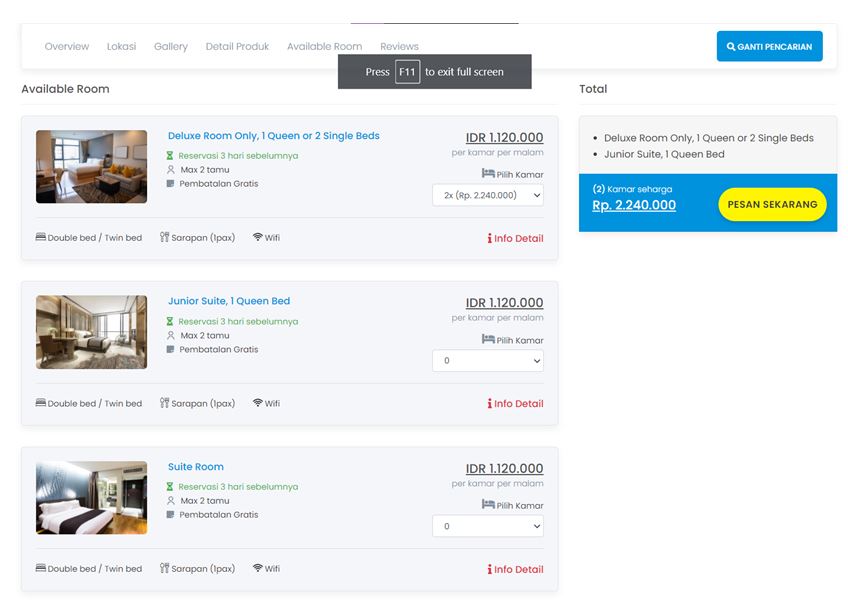 Overview Lokasi Gallery Detail Produk Available Room Reviews GANTI PENCARIAN
Press F11 to exit full screen
Available Room
Total
Deluxe Room Only, 1 Queen or 2 Single Beds
IDR 1.120.000
per kamar per malam
Reservasi 3 hari sebelumnya
Max 2 tamu
Pembatalan Gratis
Pilih Kamar
2x (Rp. 2.240.000)
Double bed / Twin bed Sarapan (1pax) Wifi Info Detail
Deluxe Room Only, 1 Queen or 2 Single Beds
Junior Suite, 1 Queen Bed
(2) Kamar seharga
Rp. 2.240.000
PESAN SEKARANG
Junior Suite, 1 Queen Bed
IDR 1.120.000
per kamar per malam
Reservasi 3 hari sebelumnya
Max 2 tamu
Pembatalan Gratis
Pilih Kamar
0
Double bed / Twin bed Sarapan (1pax) Wifi Info Detail
Suite Room
IDR 1.120.000
per kamar per malam
Reservasi 3 hari sebelumnya
Max 2 tamu
Pembatalan Gratis
Pilih Kamar
0
Double bed / Twin bed Sarapan (1pax) Wifi Info Detail